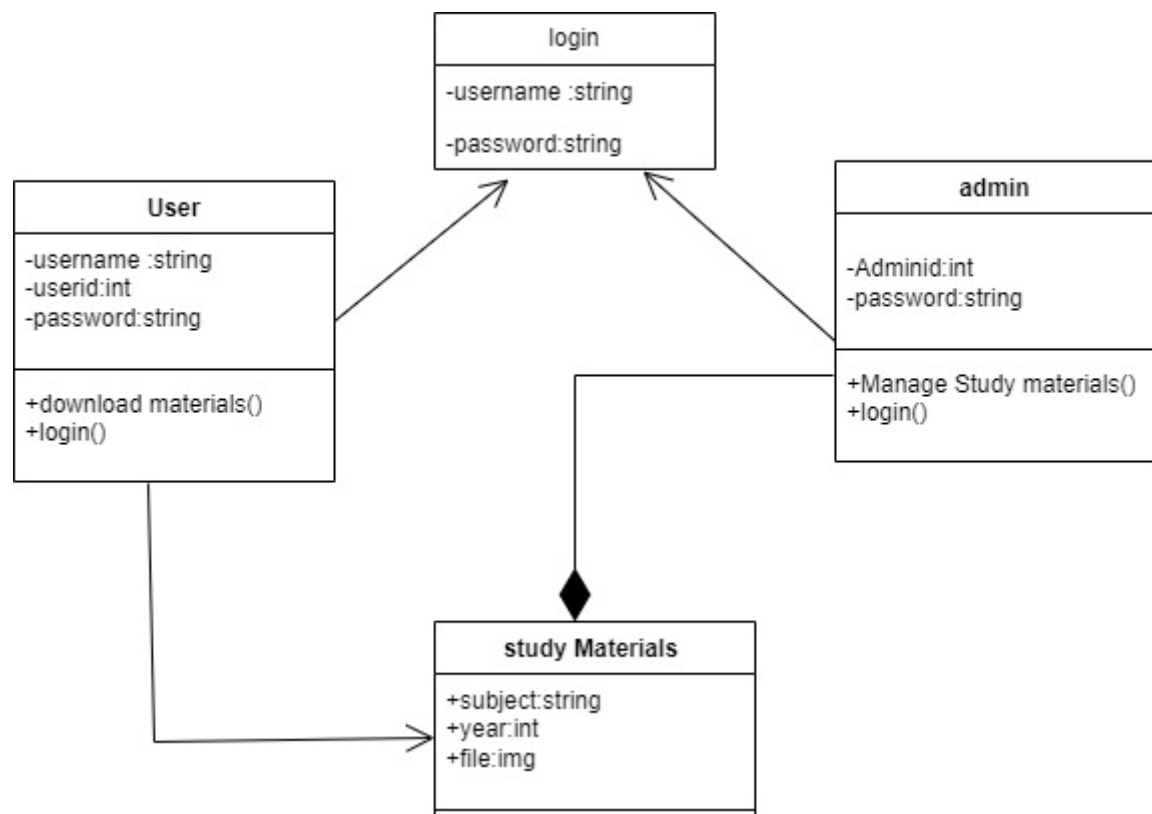 login
-username :string
-password:string
User
-username :string
-userid:int
-password:string
+download materials()
+login()
admin
-Adminid:int
-password:string
+Manage Study materials()
+login()
study Materials
+subject:string
+year:int
+file:img